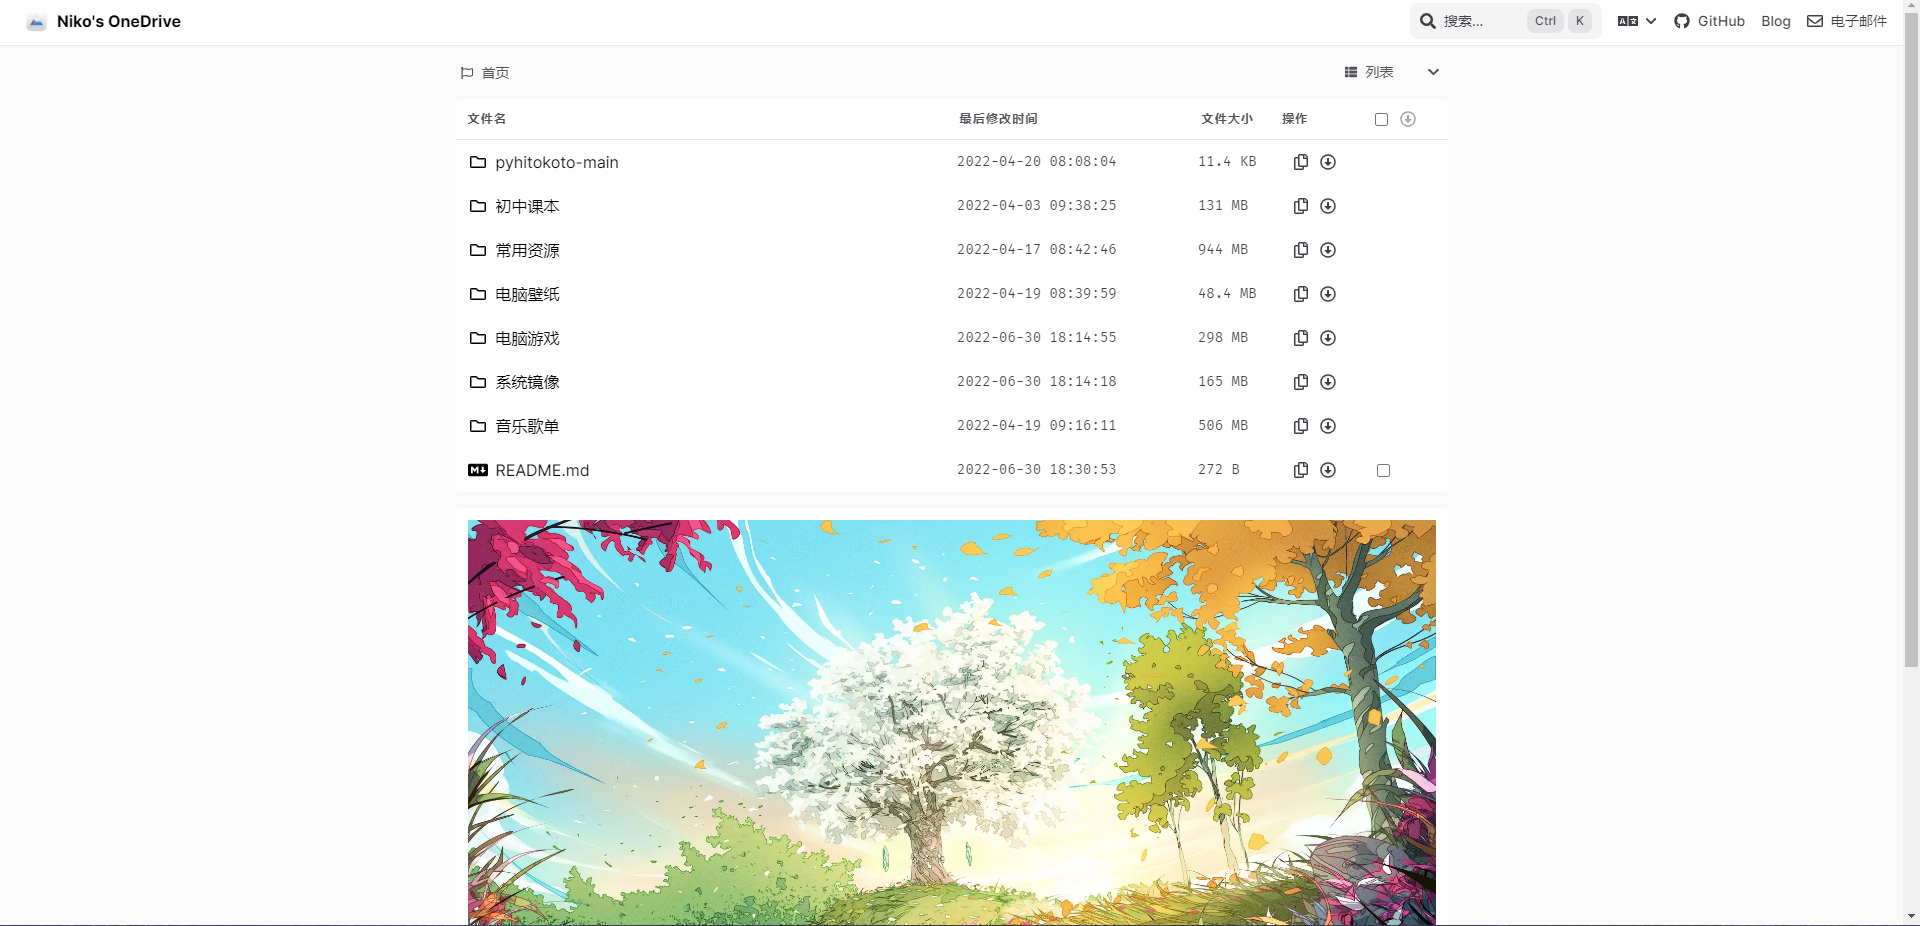 Niko's OneDrive 搜索... Ctrl K GitHub Blog 电子邮件
首页 列表
文件名 最后修改时间 文件大小 操作
pyhitokoto-main 2022-04-20 08:08:04 11.4 KB
初中课本 2022-04-03 09:38:25 131 MB
常用资源 2022-04-17 08:42:46 944 MB
电脑壁纸 2022-04-19 08:39:59 48.4 MB
电脑游戏 2022-06-30 18:14:55 298 MB
系统镜像 2022-06-30 18:14:18 165 MB
音乐歌单 2022-04-19 09:16:11 506 MB
README.md 2022-06-30 18:30:53 272 B